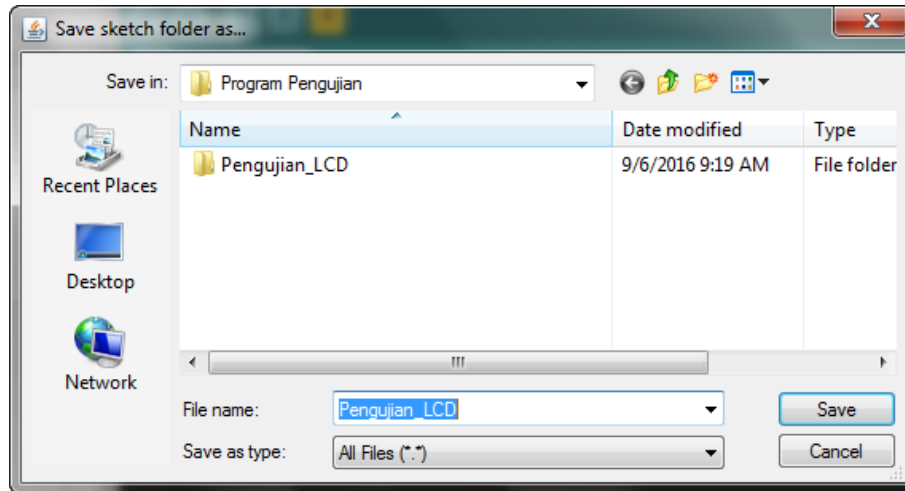 Save sketch folder as...
Save in: Program Pengujian
Name Date modified Type
Pengujian_LCD 9/6/2016 9:19 AM File folder
Recent Places
Desktop
Network
File name: Pengujian_LCD Save
Save as type: All Files (*.*) Cancel